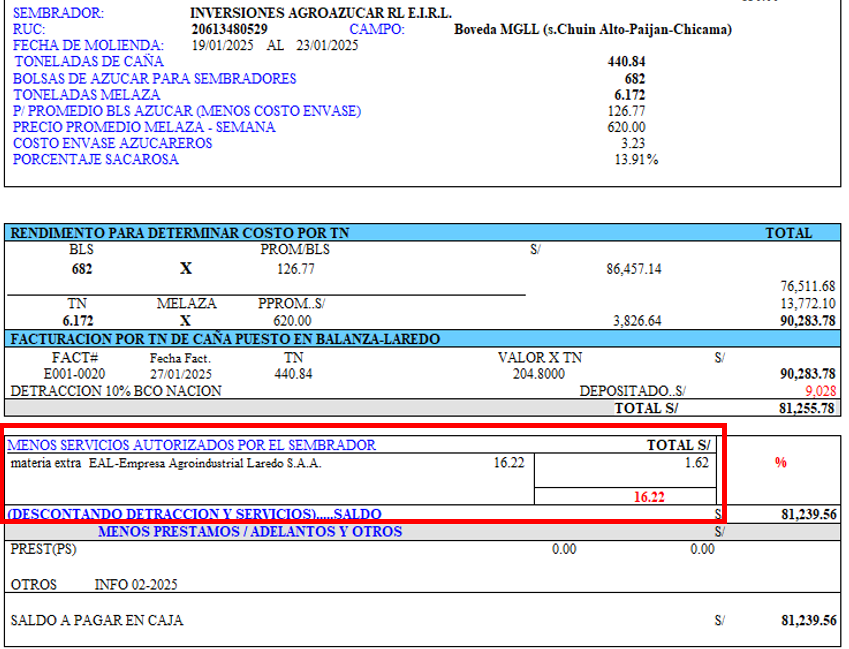 SEMBRADOR: INVERSIONES AGROAZUCAR RL E.I.R.L.
RUC: 20613480529 CAMPO: Boveda MGLL (s.Chuin Alto-Paijan-Chicama)
FECHA DE MOLIENDA: 19/01/2025 AL 23/01/2025
TONELADAS DE CAÑA 440.84
BOLSAS DE AZUCAR PARA SEMBRADORES 682
TONELADAS MELAZA 6.172
P/ PROMEDIO BLS AZUCAR (MENOS COSTO ENVASE) 126.77
PRECIO PROMEDIO MELAZA - SEMANA 620.00
COSTO ENVASE AZUCAREROS 3.23
PORCENTAJE SACAROSA 13.91%
RENDIMIENTO PARA DETERMINAR COSTO POR TN TOTAL
BLS PROM/BLS S/
682 X 126.77 86,457.14
76,511.68
TN MELAZA PPROM..S/ 13,772.10
6.172 X 620.00 3,826.64 90,283.78
FACTURACION POR TN DE CAÑA PUESTO EN BALANZA-LAREDO
FACT# Fecha Fact. TN VALOR X TN S/
E001-0020 27/01/2025 440.84 204.8000 90,283.78
DETRACCION 10% BCO NACION DEPOSITADO..S/ 9,028
TOTAL S/ 81,255.78
MENOS SERVICIOS AUTORIZADOS POR EL SEMBRADOR TOTAL S/
materia extra EAL-Empresa Agroindustrial Laredo S.A.A. 16.22 1.62 %
16.22
(DESCONTANDO DETRACCION Y SERVICIOS).....SALDO S 81,239.56
MENOS PRESTAMOS / ADELANTOS Y OTROS S/
PREST(PS) 0.00 0.00
OTROS INFO 02-2025
SALDO A PAGAR EN CAJA S/ 81,239.56